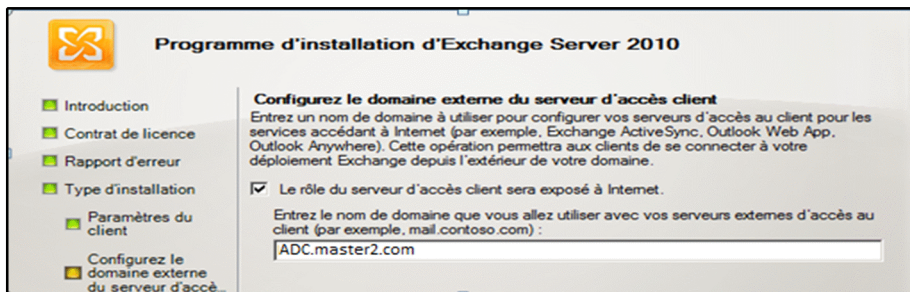 Programme d'installation d'Exchange Server 2010
Introduction
Contrat de licence
Rapport d'erreur
Type d'installation
Paramètres du
client
Configurez le
domaine externe
du serveur d'accè...
Configurez le domaine externe du serveur d'accès client
Entrez un nom de domaine à utiliser pour configurer vos serveurs d'accès au client pour les
services accédant à Internet (par exemple, Exchange ActiveSync, Outlook Web App,
Outlook Anywhere). Cette opération permettra aux clients de se connecter à votre
déploiement Exchange depuis l'extérieur de votre domaine.
Le rôle du serveur d'accès client sera exposé à Internet.
Entrez le nom de domaine que vous allez utiliser avec vos serveurs externes d'accès au
client (par exemple, mail.contoso.com) :
ADC.master2.com